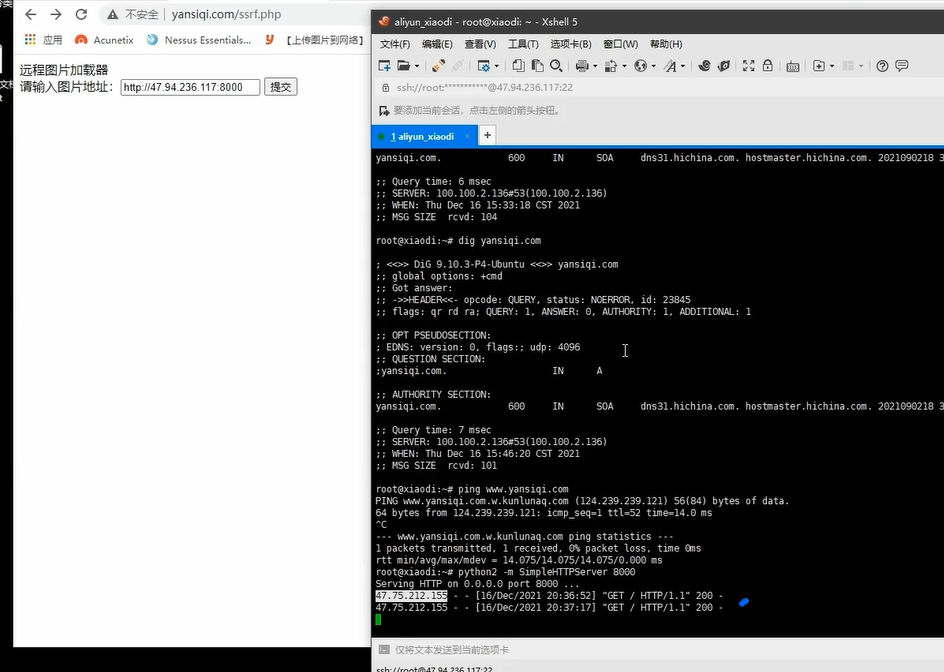 不安全 yansiqi.com/ssrf.php
应用 Acunetix Nessus Essentials... 【上传图片到网络】
远程图片加载器
请输入图片地址: http://47.94.236.117:8000 提交
aliyun_xiaodi - root@xiaodi: ~ - Xshell 5
文件(F) 编辑(E) 查看(V) 工具(T) 选项卡(B) 窗口(W) 帮助(H)
ssh://root:***********@47.94.236.117:22
要添加当前会话，点击左侧的箭头按钮。
1 aliyun_xiaodi × +
yansiqi.com. 600 IN SOA dns31.hichina.com. hostmaster.hichina.com. 2021090218 3
;; Query time: 6 msec
;; SERVER: 100.100.2.136#53(100.100.2.136)
;; WHEN: Thu Dec 16 15:33:18 CST 2021
;; MSG SIZE rcvd: 104
root@xiaodi:~# dig yansiqi.com
; <<>> DiG 9.10.3-P4-Ubuntu <<>> yansiqi.com
;; global options: +cmd
;; Got answer:
;; ->>HEADER<<- opcode: QUERY, status: NOERROR, id: 23845
;; flags: qr rd ra; QUERY: 1, ANSWER: 0, AUTHORITY: 1, ADDITIONAL: 1
;; OPT PSEUDOSECTION:
; EDNS: version: 0, flags:; udp: 4096
;; QUESTION SECTION:
;yansiqi.com. IN A
;; AUTHORITY SECTION:
yansiqi.com. 600 IN SOA dns31.hichina.com. hostmaster.hichina.com. 2021090218 3
;; Query time: 7 msec
;; SERVER: 100.100.2.136#53(100.100.2.136)
;; WHEN: Thu Dec 16 15:46:20 CST 2021
;; MSG SIZE rcvd: 101
root@xiaodi:~# ping www.yansiqi.com
PING www.yansiqi.com.w.kunlunaq.com (124.239.239.121) 56(84) bytes of data.
64 bytes from 124.239.239.121: icmp_seq=1 ttl=52 time=14.0 ms
^C
--- www.yansiqi.com.w.kunlunaq.com ping statistics ---
1 packets transmitted, 1 received, 0% packet loss, time 0ms
rtt min/avg/max/mdev = 14.075/14.075/14.075/0.000 ms
root@xiaodi:~# python2 -m SimpleHTTPServer 8000
Serving HTTP on 0.0.0.0 port 8000 ...
47.75.212.155 - - [16/Dec/2021 20:36:52] "GET / HTTP/1.1" 200 -
47.75.212.155 - - [16/Dec/2021 20:37:17] "GET / HTTP/1.1" 200 -
仅将文本发送到当前选项卡
ssh://root@47.94.236.117:22